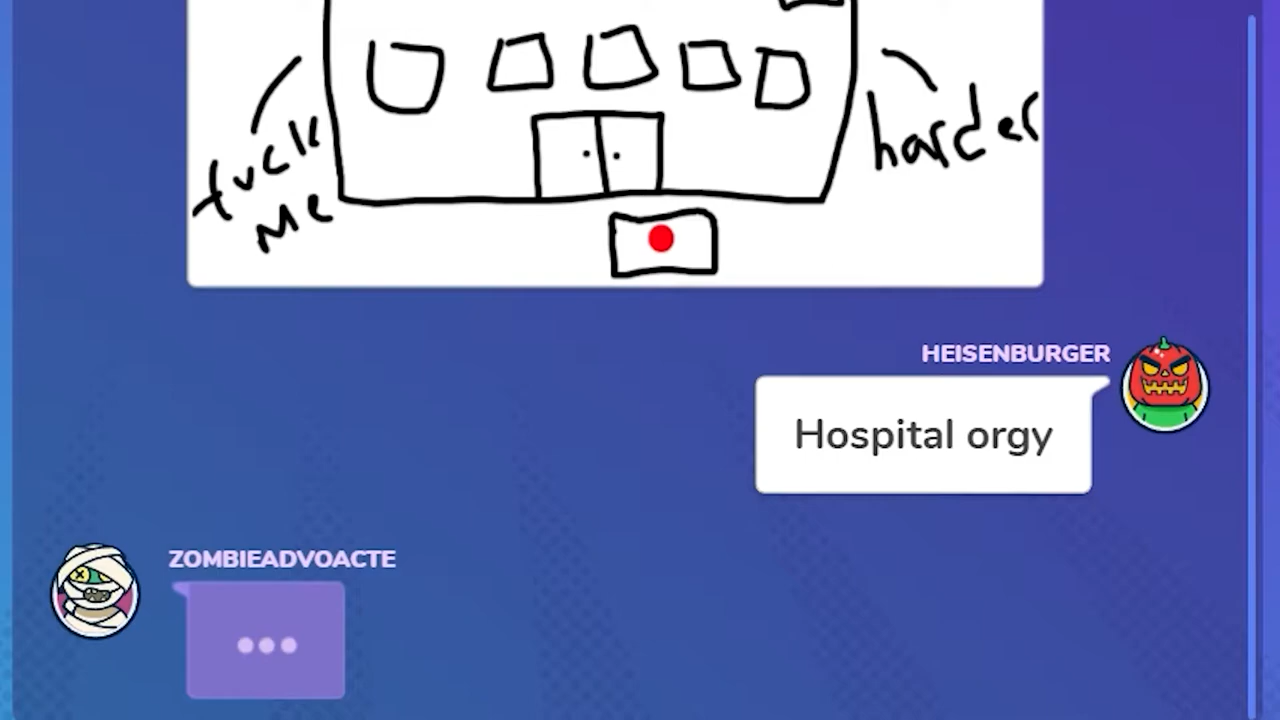 fuck
me
harder
HEISENBURGER
Hospital orgy
ZOMBIEADVOACTE